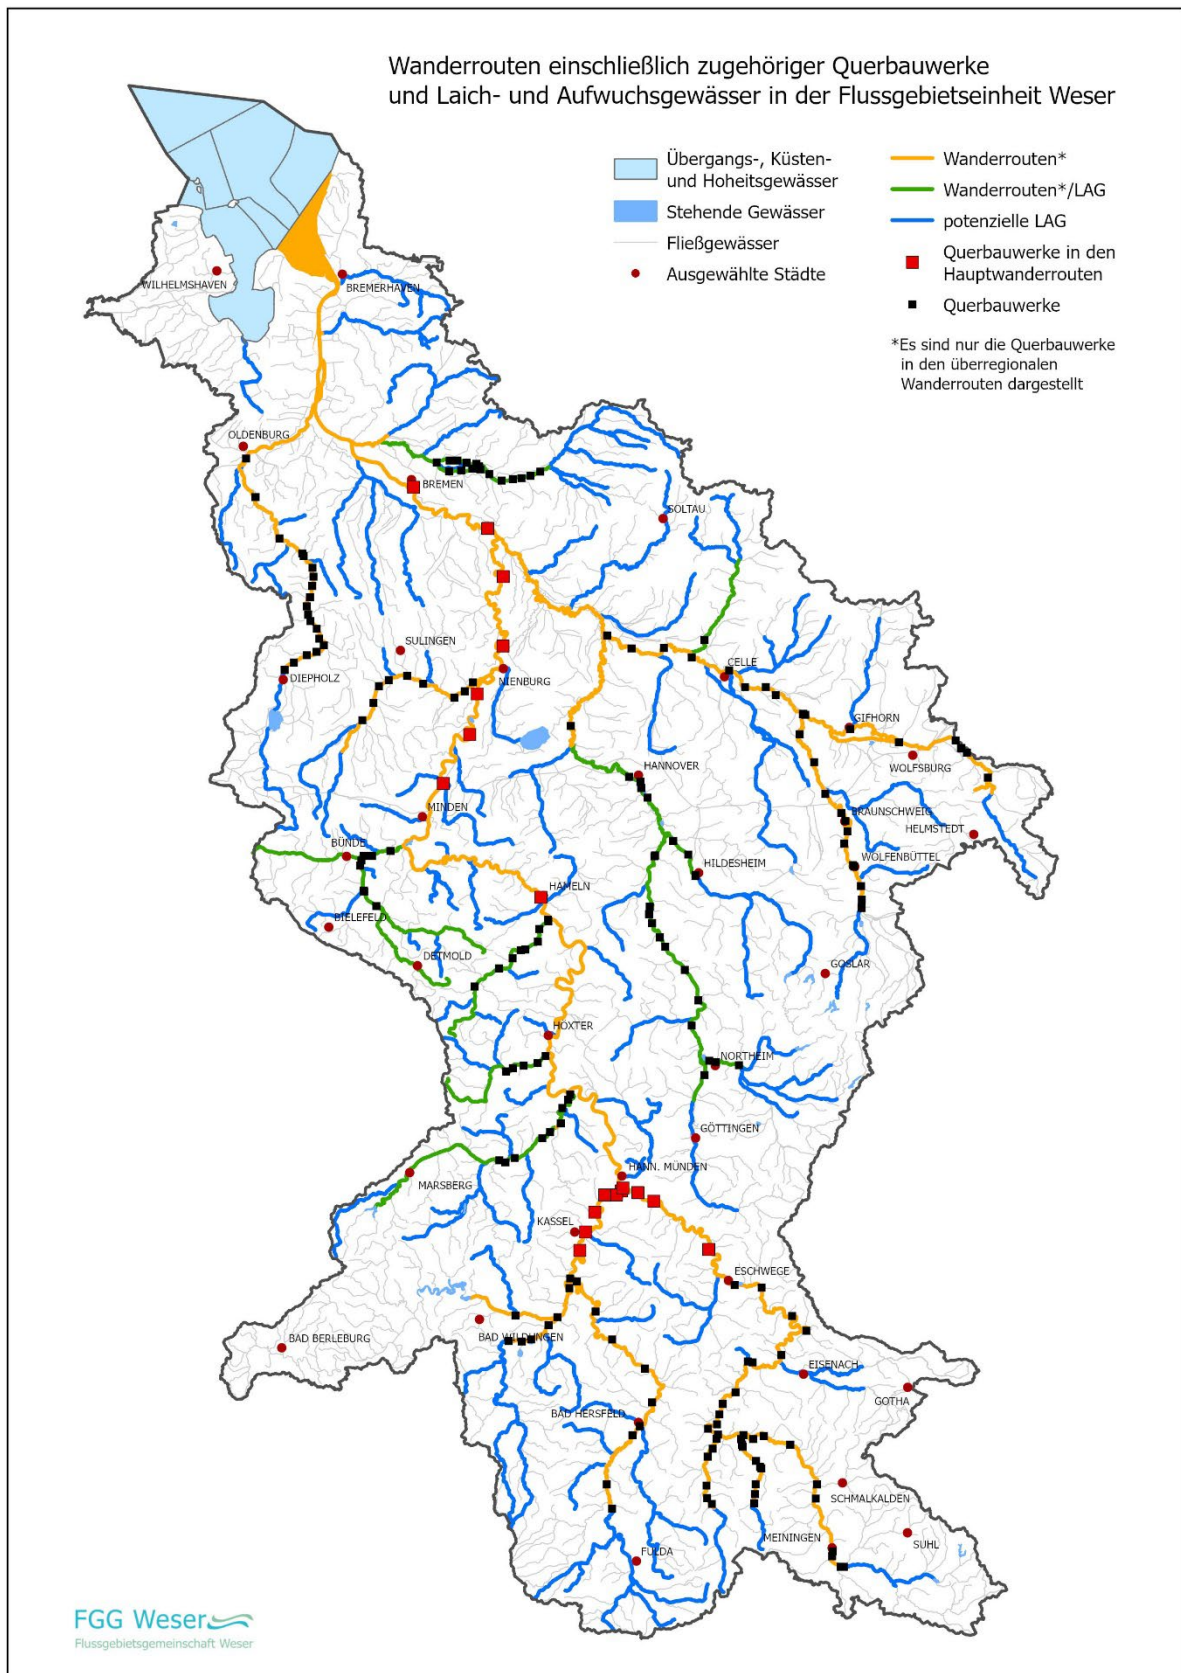 Wanderrouten einschließlich zugehöriger Querbauwerke
und Laich- und Aufwuchsgewässer in der Flussgebietseinheit Weser
Übergangs-, Küsten-
und Hoheitsgewässer
Stehende Gewässer
Fließgewässer
Ausgewählte Städte
Wanderrouten*
Wanderrouten*/LAG
potenzielle LAG
Querbauwerke in den
Hauptwanderrouten
Querbauwerke
*Es sind nur die Querbauwerke
in den überregionalen
Wanderrouten dargestellt
WILHELMSHAVEN
BREMERHAVEN
OLDENBURG
BREMEN
SOLTAU
SULINGEN
DIEPHOLZ
NIENBURG
CELLE
GIFHORN
WOLFSBURG
HANNOVER
MINDEN
BRAUNSCHWEIG
HELMSTEDT
BÜNDE
WOLFENBÜTTEL
HILDESHEIM
HAMELN
BIELEFELD
DETMOLD
GOSLAR
HÖXTER
NORTHEIM
GÖTTINGEN
HANN. MÜNDEN
MARSBERG
KASSEL
ESCHWEGE
BAD WILDUNGEN
BAD BERLEBURG
EISENACH
GOTHA
BAD HERSFELD
SCHMALKALDEN
MEININGEN
SUHL
FULDA
FGG Weser
Flussgebietsgemeinschaft Weser